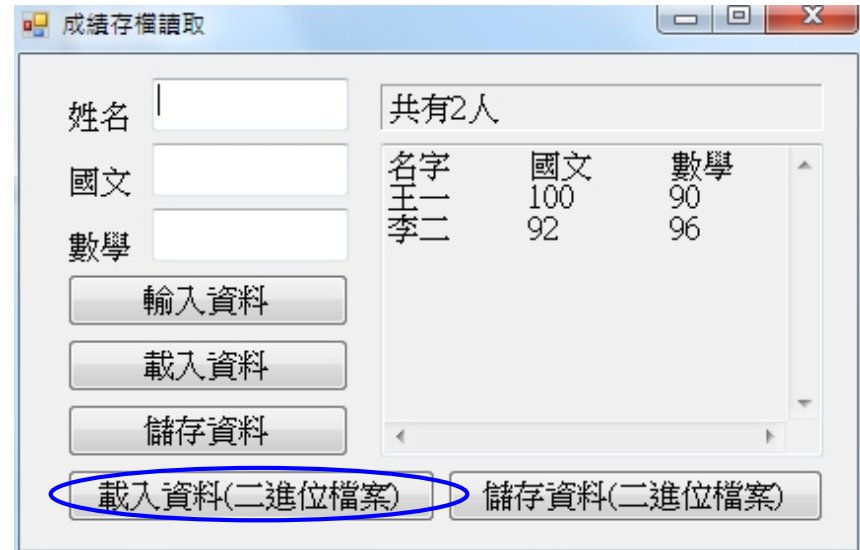 成績存檔讀取
姓名
國文
數學
共有2人
名字 國文 數學
王一 100 90
李二 92 96
輸入資料
載入資料
儲存資料
載入資料(二進位檔案)
儲存資料(二進位檔案)